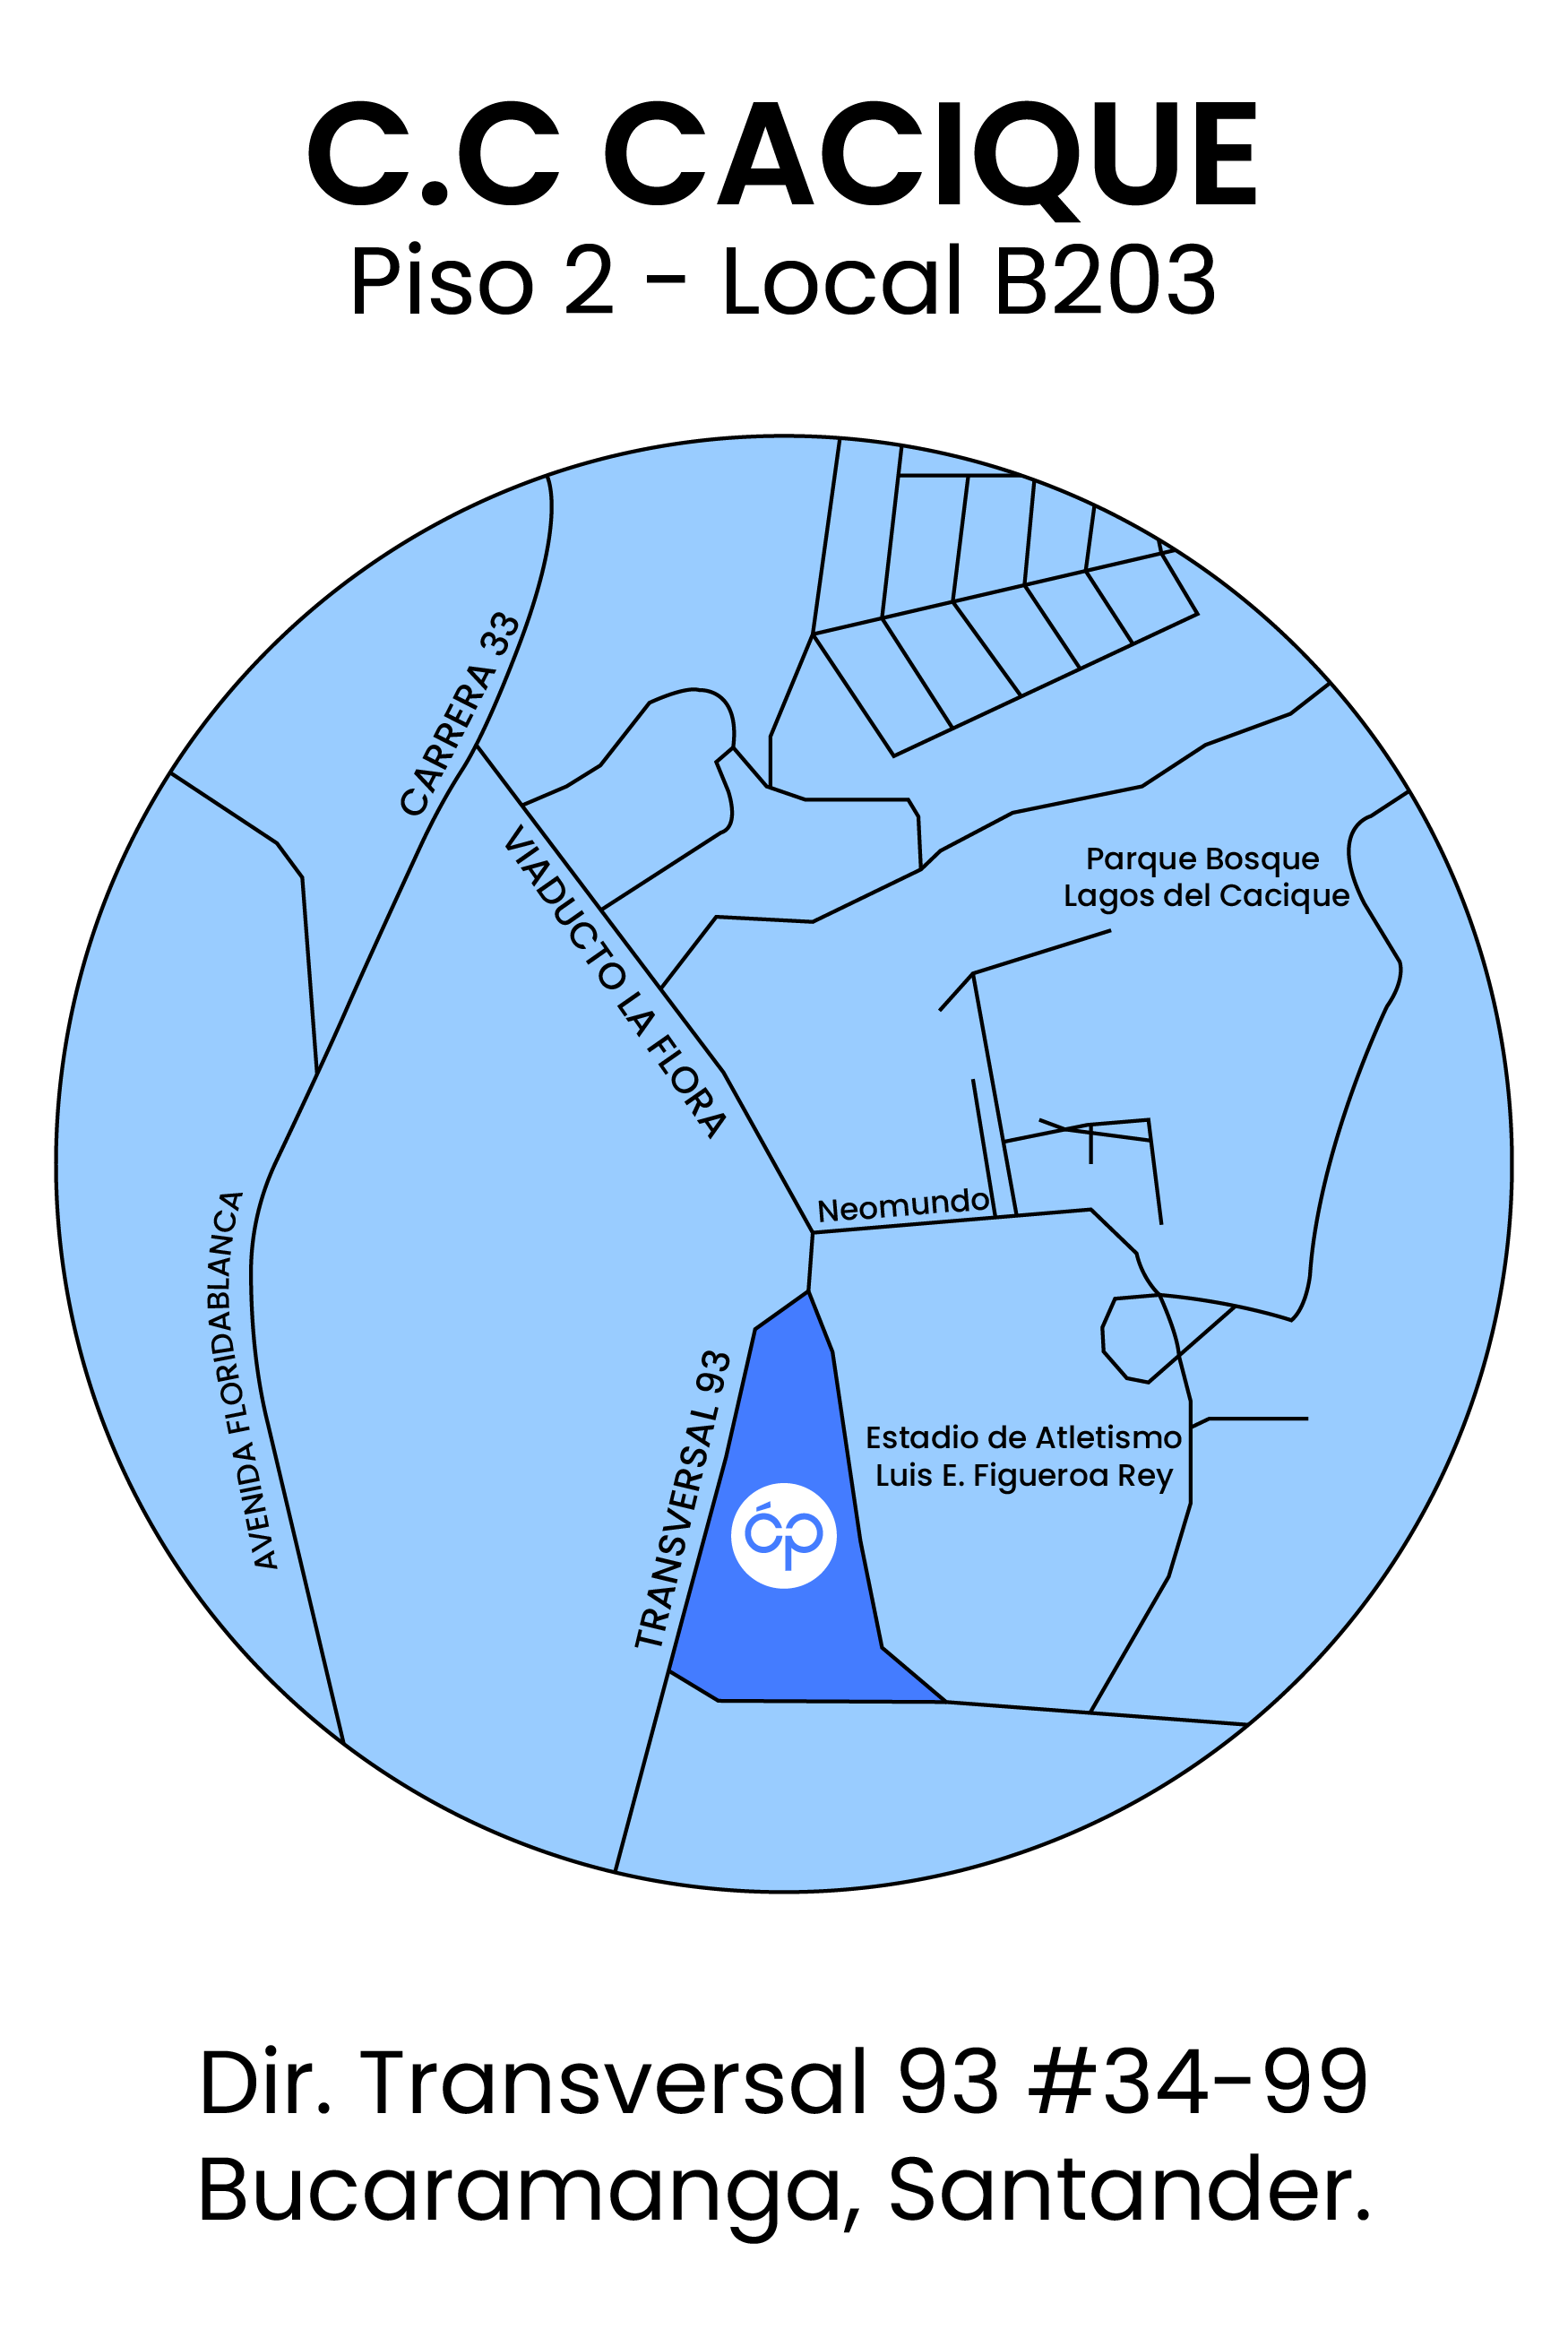 C.C CACIQUE
Piso 2 - Local B203
CARRERA 33
VIADUCTO LA FLORA
Parque Bosque
Lagos del Cacique
Neomundo
AVENIDA FLORIDABLANCA
TRANSVERSAL 93
Estadio de Atletismo
Luis E. Figueroa Rey
óp
Dir. Transversal 93 #34-99
Bucaramanga, Santander.